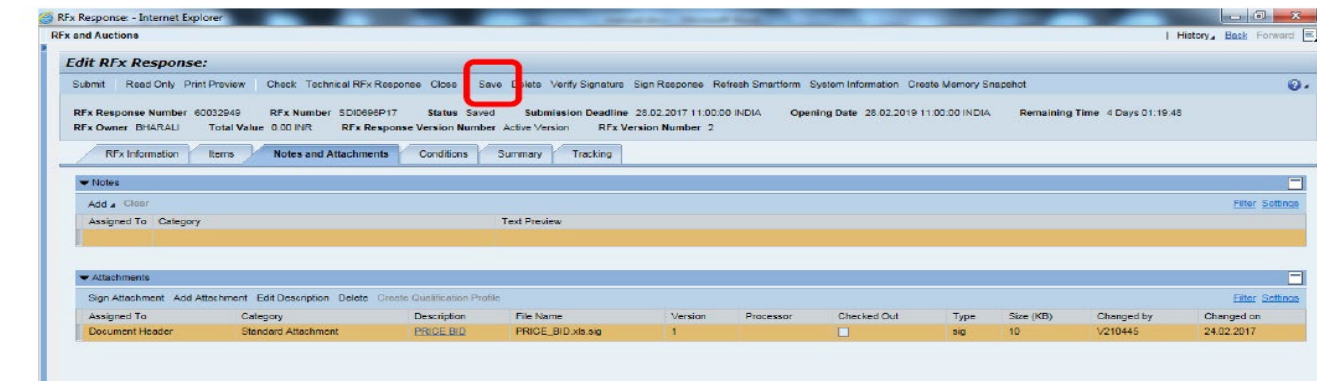 RFx Response: - Internet Explorer
RFx and Auctions | History Back Forward
Edit RFx Response:
Submit Read Only Print Preview Check Technical RFx Response Close Save Delete Verify Signature Sign Response Refresh Smartform System Information Create Memory Snapshot
RFx Response Number 60032949 RFx Number SDI0696P17 Status Saved Submission Deadline 28.02.2017 11:00:00 INDIA Opening Date 28.02.2019 11:00:00 INDIA Remaining Time 4 Days 01:19:48
RFx Owner BHARALI Total Value 0.00 INR RFx Response Version Number Active Version RFx Version Number 2
RFx Information Items Notes and Attachments Conditions Summary Tracking
Notes
Add Clear Filter Settings
Assigned To Category Text Preview
Attachments
Sign Attachment Add Attachment Edit Description Delete Create Qualification Profile Filter Settings
Assigned To Category Description File Name Version Processor Checked Out Type Size (KB) Changed by Changed on
Document Header Standard Attachment PRICE BID PRICE_BID.xls.sig 1 sig 10 V210445 24.02.2017